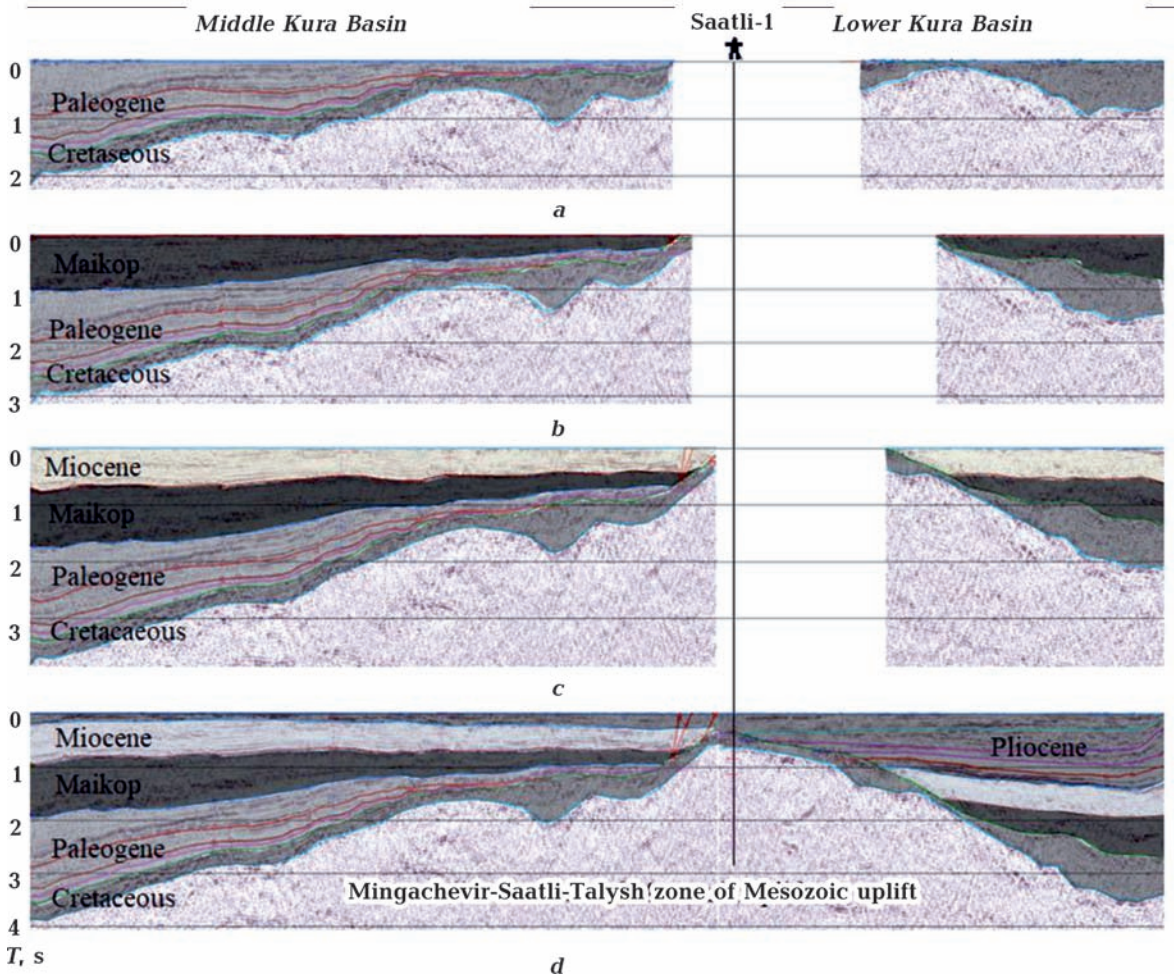 Middle Kura Basin
Saatli-1
Lower Kura Basin
0
Paleogene
1
Cretaseous
2
a
0
Maikop
1
Paleogene
2
Cretaceous
3
b
0
Miocene
1
Maikop
2
Paleogene
3
Cretacaeous
c
0
Miocene
Pliocene
1
Maikop
2
Paleogene
3
Cretaceous
Mingachevir-Saatli-Talysh zone of Mesozoic uplift
4
T, s
d